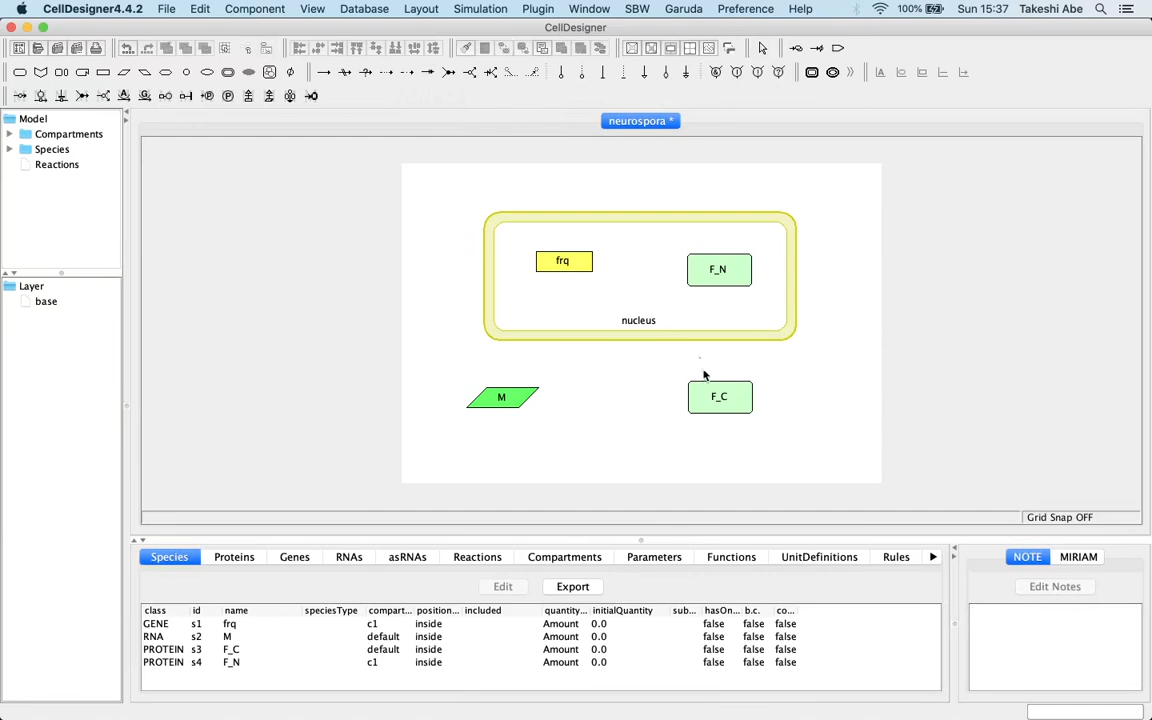 CellDesigner4.4.2 File Edit Component View Database Layout Simulation Plugin Window SBW Garuda Preference Help 100% Sun 15:37 Takeshi Abe
CellDesigner
neurospora *
Model
Compartments
Species
Reactions
Layer
base
frq
F_N
nucleus
M
F_C
Grid Snap OFF
Species Proteins Genes RNAs asRNAs Reactions Compartments Parameters Functions UnitDefinitions Rules
NOTE MIRIAM
Edit Export
Edit Notes
class id name speciesType compart... position... included quantity... initialQuantity sub... hasOn... b.c. co...
GENE s1 frq c1 inside Amount 0.0 false false false
RNA s2 M default inside Amount 0.0 false false false
PROTEIN s3 F_C default inside Amount 0.0 false false false
PROTEIN s4 F_N c1 inside Amount 0.0 false false false